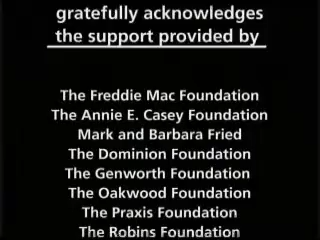 gratefully acknowledges
the support provided by
The Freddie Mac Foundation
The Annie E. Casey Foundation
Mark and Barbara Fried
The Dominion Foundation
The Genworth Foundation
The Oakwood Foundation
The Praxis Foundation
The Robins Foundation